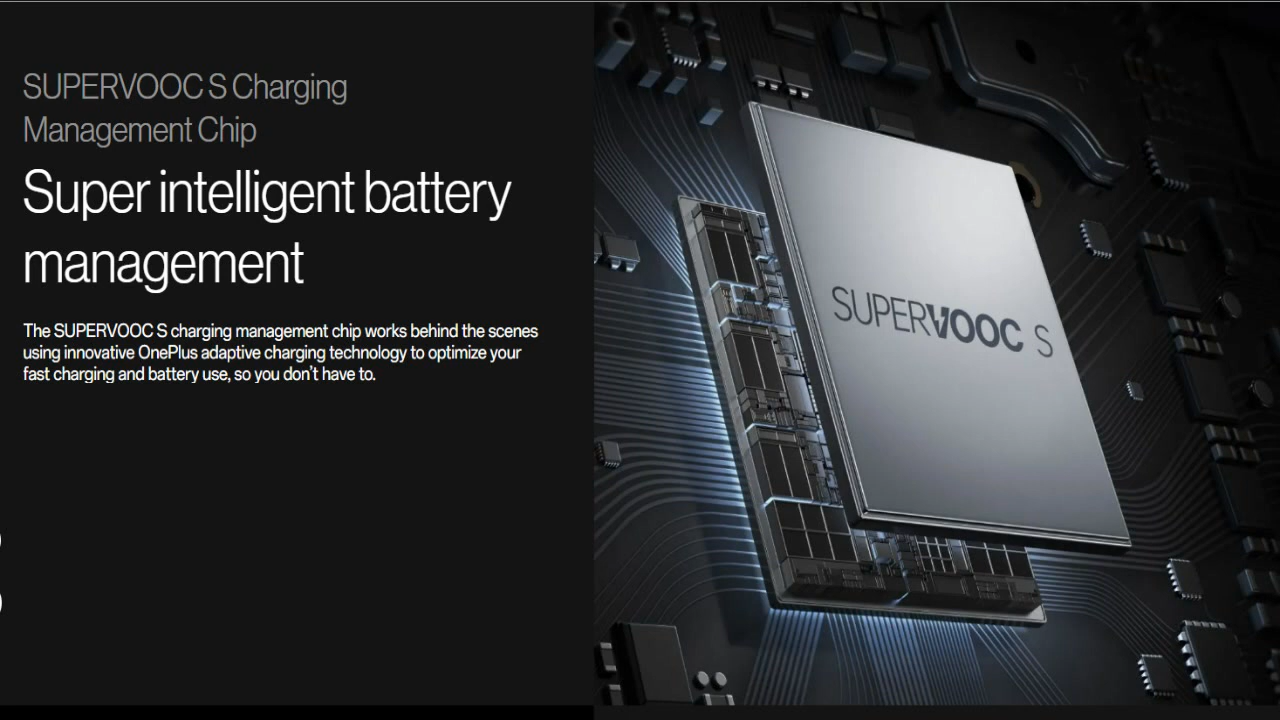 SUPERVOOC S Charging
Management Chip
Super intelligent battery
management
The SUPERVOOC S charging management chip works behind the scenes
using innovative OnePlus adaptive charging technology to optimize your
fast charging and battery use, so you don't have to.
SUPERVOOC S